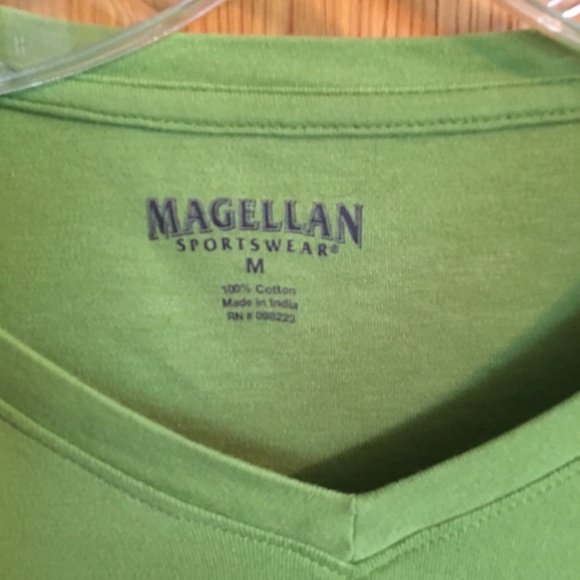 MAGELLAN
SPORTSWEAR®
M
100% Cotton
Made in India
RN # 098223